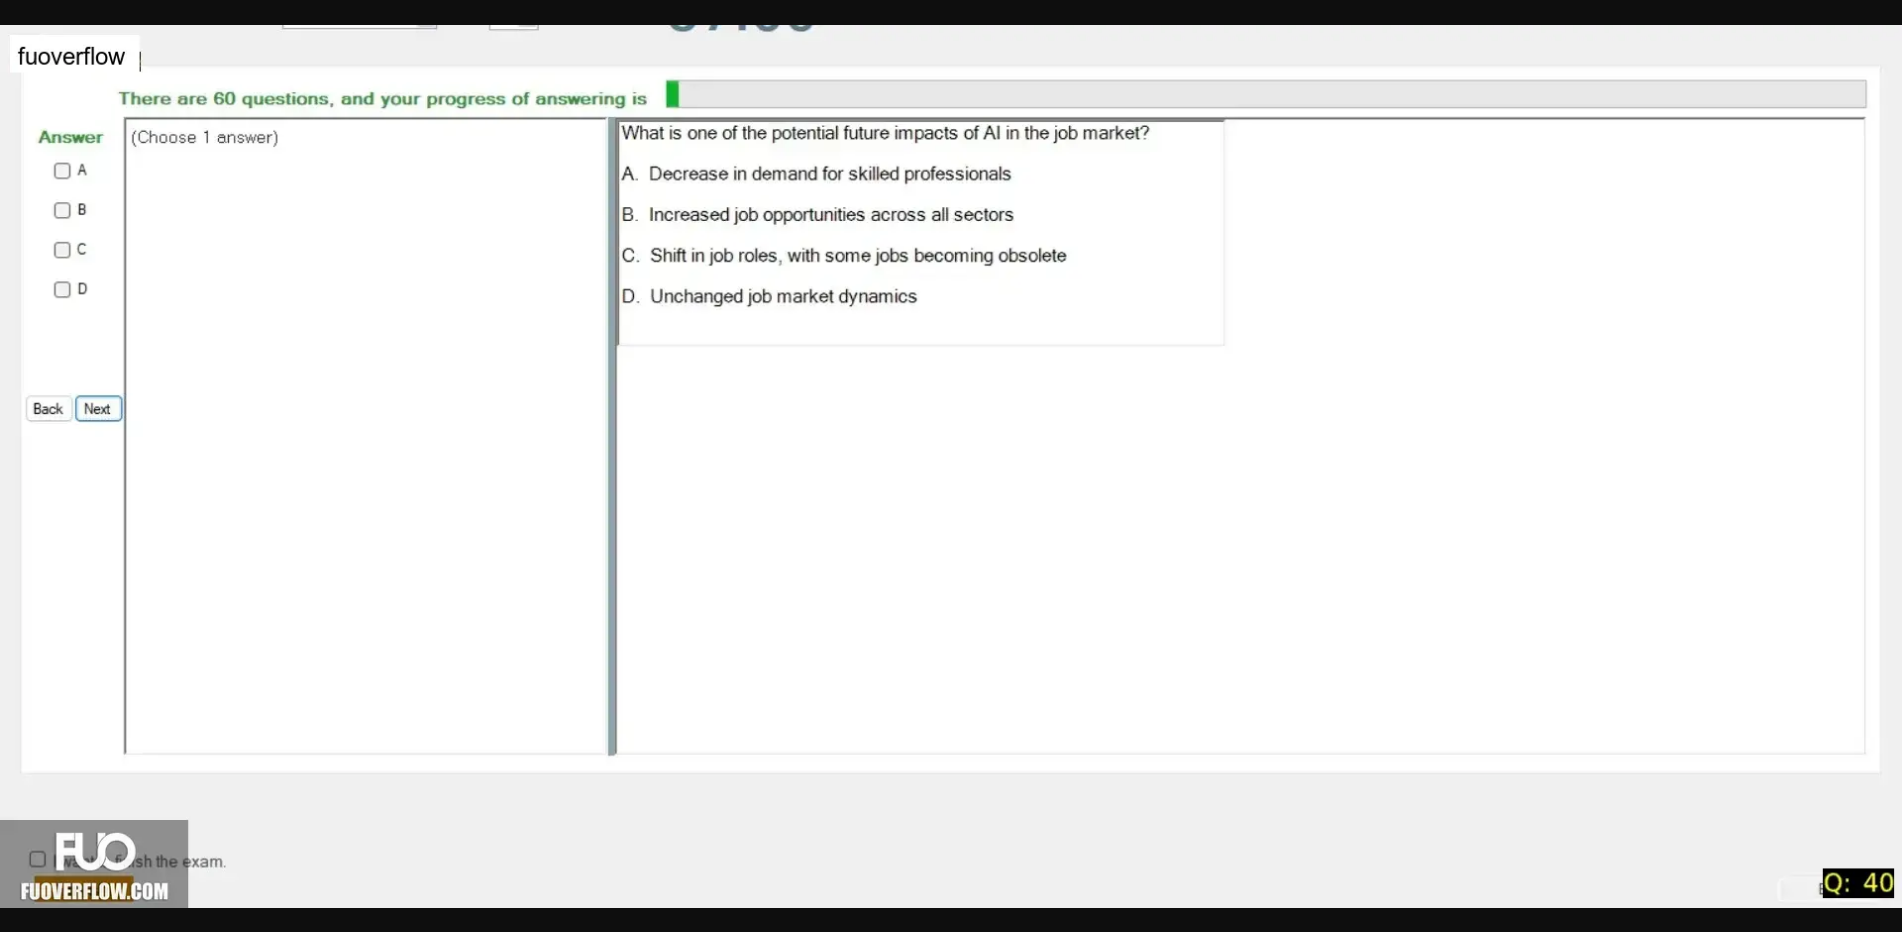 fuoverflow
There are 60 questions, and your progress of answering is
Answer
(Choose 1 answer)
A
B
C
D
Back
Next
What is one of the potential future impacts of AI in the job market?
A. Decrease in demand for skilled professionals
B. Increased job opportunities across all sectors
C. Shift in job roles, with some jobs becoming obsolete
D. Unchanged job market dynamics
FUO
the exam.
FUOVERFLOW.COM
Q: 40